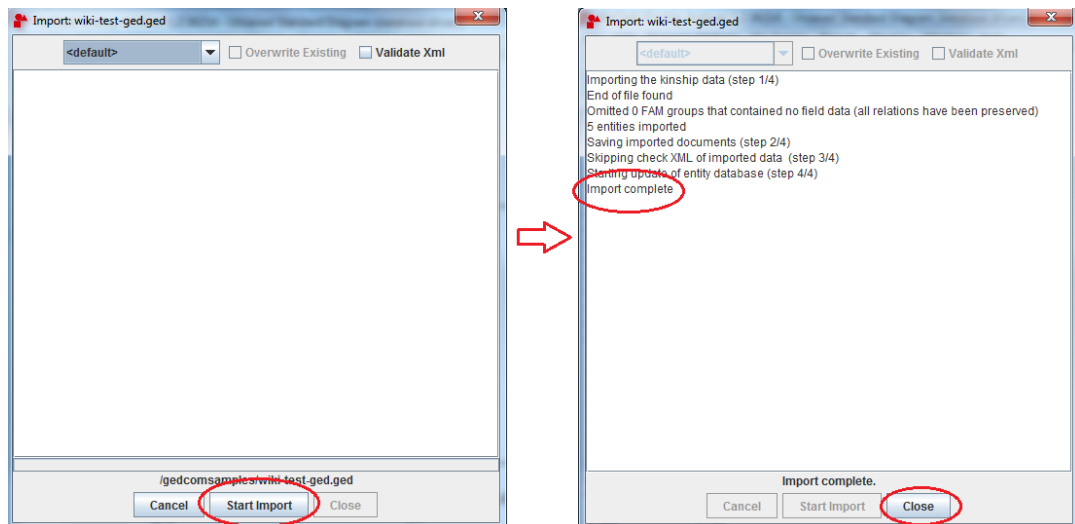 Import: wiki-test-ged.ged
<default> Overwrite Existing Validate Xml
/gedcomsamples/wiki-test-ged.ged
Cancel Start Import Close
Import: wiki-test-ged.ged
<default> Overwrite Existing Validate Xml
Importing the kinship data (step 1/4)
End of file found
Omitted 0 FAM groups that contained no field data (all relations have been preserved)
5 entities imported
Saving imported documents (step 2/4)
Skipping check XML of imported data (step 3/4)
Starting update of entity database (step 4/4)
Import complete
Import complete.
Cancel Start Import Close